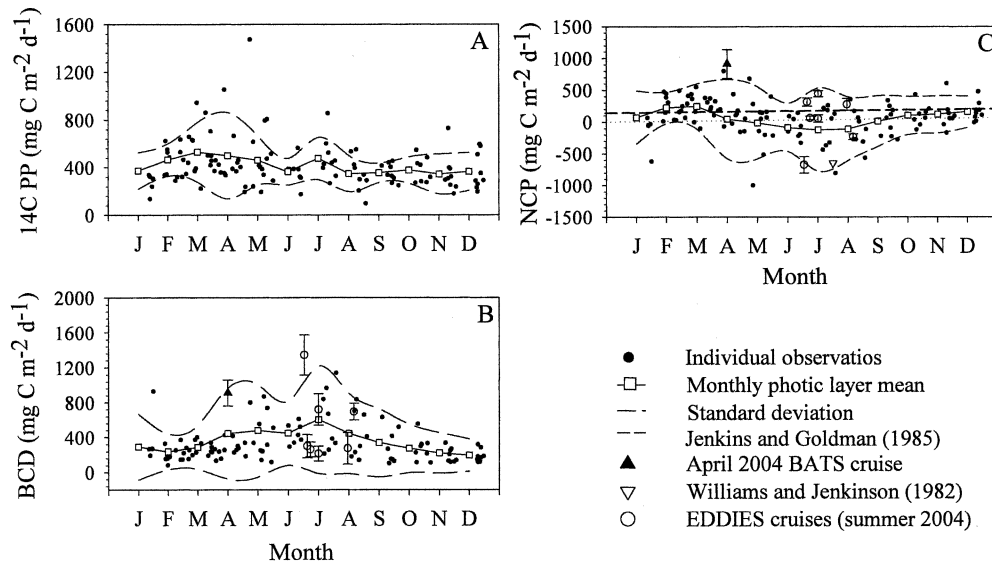 A
14C PP (mg C m-2 d-1)
1600
1200
800
400
0
J F M A M J J A S O N D
B
BCD (mg C m-2 d-1)
2000
1600
1200
800
400
0
J F M A M J J A S O N D
Month
C
NCP (mg C m-2 d-1)
1500
1000
500
0
-500
-1000
-1500
J F M A M J J A S O N D
Month
Individual observatios
Monthly photic layer mean
Standard deviation
Jenkins and Goldman (1985)
April 2004 BATS cruise
Williams and Jenkinson (1982)
EDDIES cruises (summer 2004)